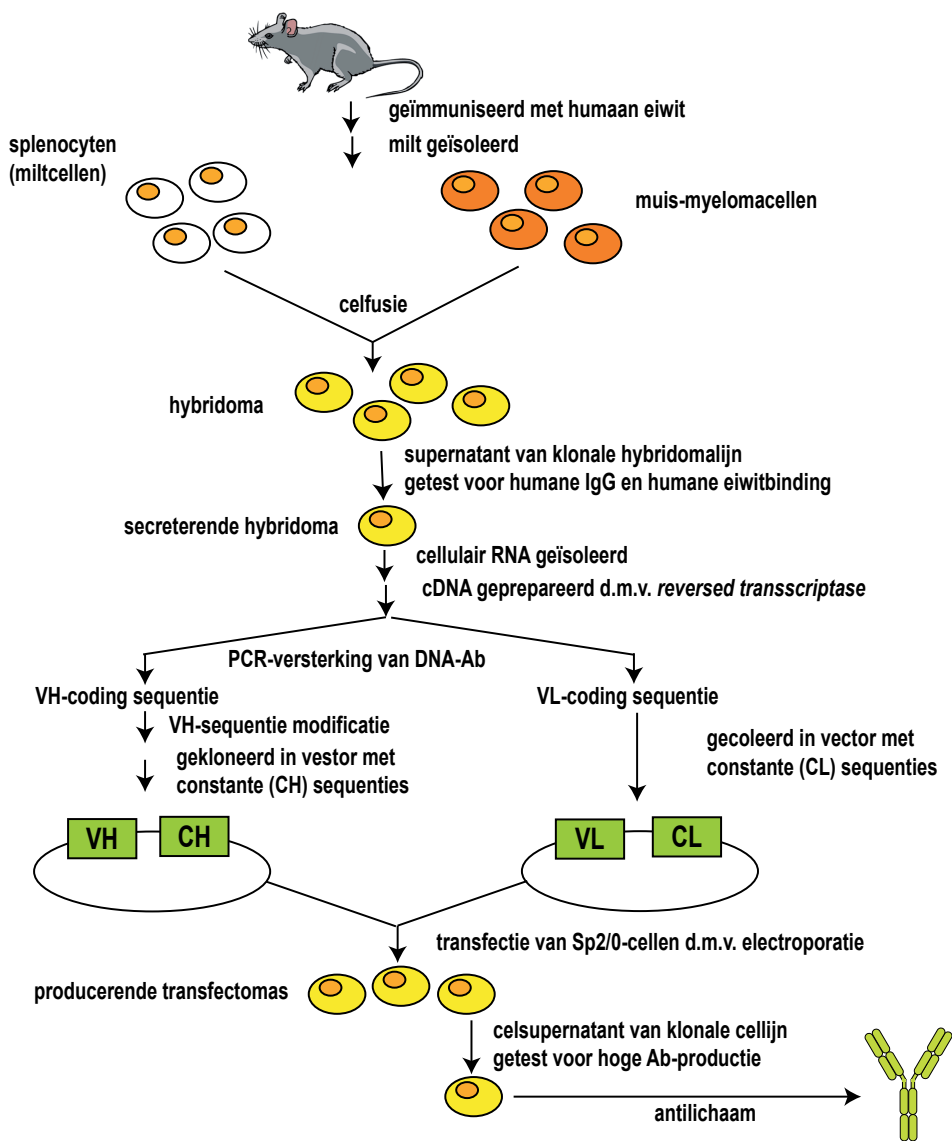 geïmmuniseerd met humaan eiwit
milt geïsoleerd
splenocyten
(miltcellen)
muis-myelomacellen
celfusie
hybridoma
supernatant van klonale hybridomalijn
getest voor humane IgG en humane eiwitbinding
secreterende hybridoma
cellulair RNA geïsoleerd
cDNA geprepareerd d.m.v. reversed transscriptase
PCR-versterking van DNA-Ab
VH-coding sequentie
VL-coding sequentie
VH-sequentie modificatie
gekloneerd in vestor met
constante (CH) sequenties
gecoleerd in vector met
constante (CL) sequenties
VH CH
VL CL
transfectie van Sp2/0-cellen d.m.v. electroporatie
producerende transfectomas
celsupernatant van klonale cellijn
getest voor hoge Ab-productie
antilichaam